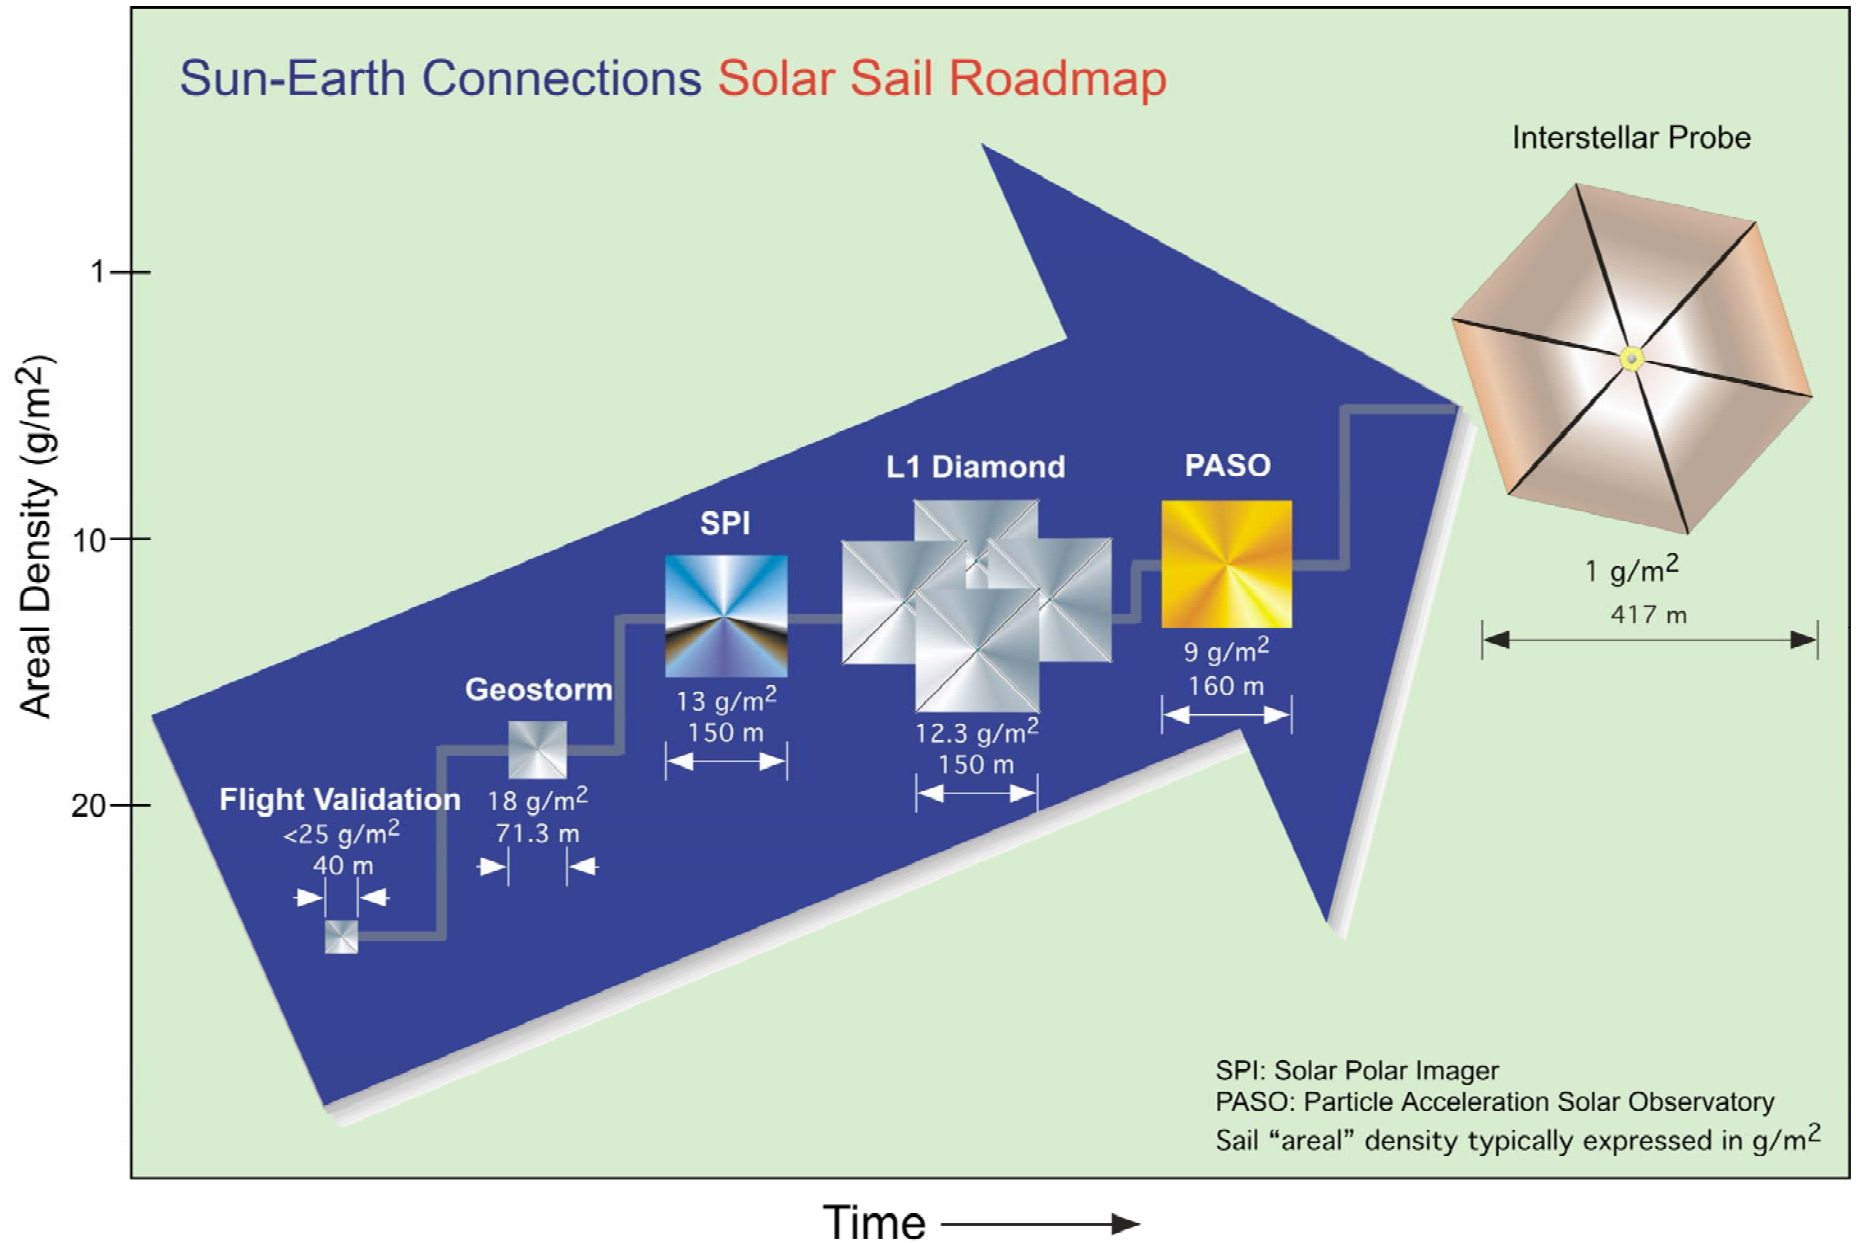 Sun-Earth Connections Solar Sail Roadmap
Interstellar Probe
1
10
20
Areal Density (g/m2)
L1 Diamond
PASO
SPI
1 g/m2
417 m
9 g/m2
160 m
Geostorm
13 g/m2
150 m
12.3 g/m2
150 m
Flight Validation
<25 g/m2
40 m
18 g/m2
71.3 m
SPI: Solar Polar Imager
PASO: Particle Acceleration Solar Observatory
Sail “areal” density typically expressed in g/m2
Time